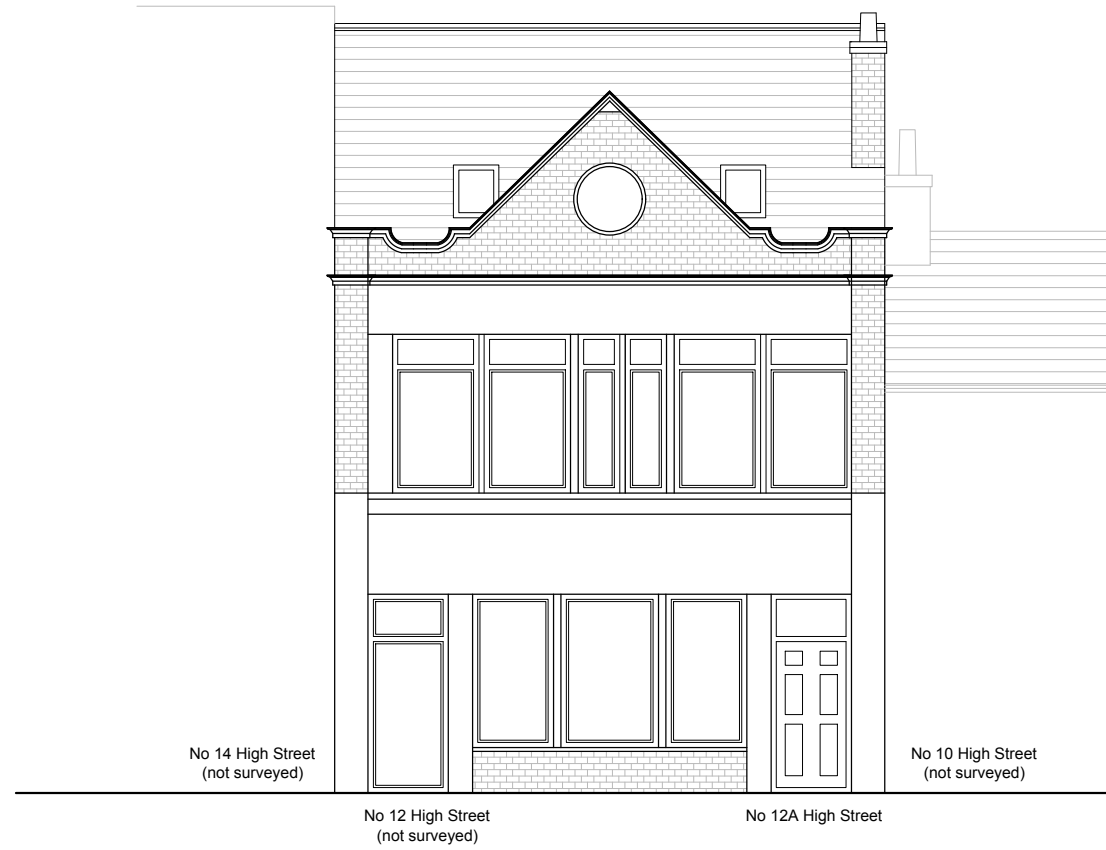 No 14 High Street
(not surveyed)
No 10 High Street
(not surveyed)
No 12 High Street
(not surveyed)
No 12A High Street